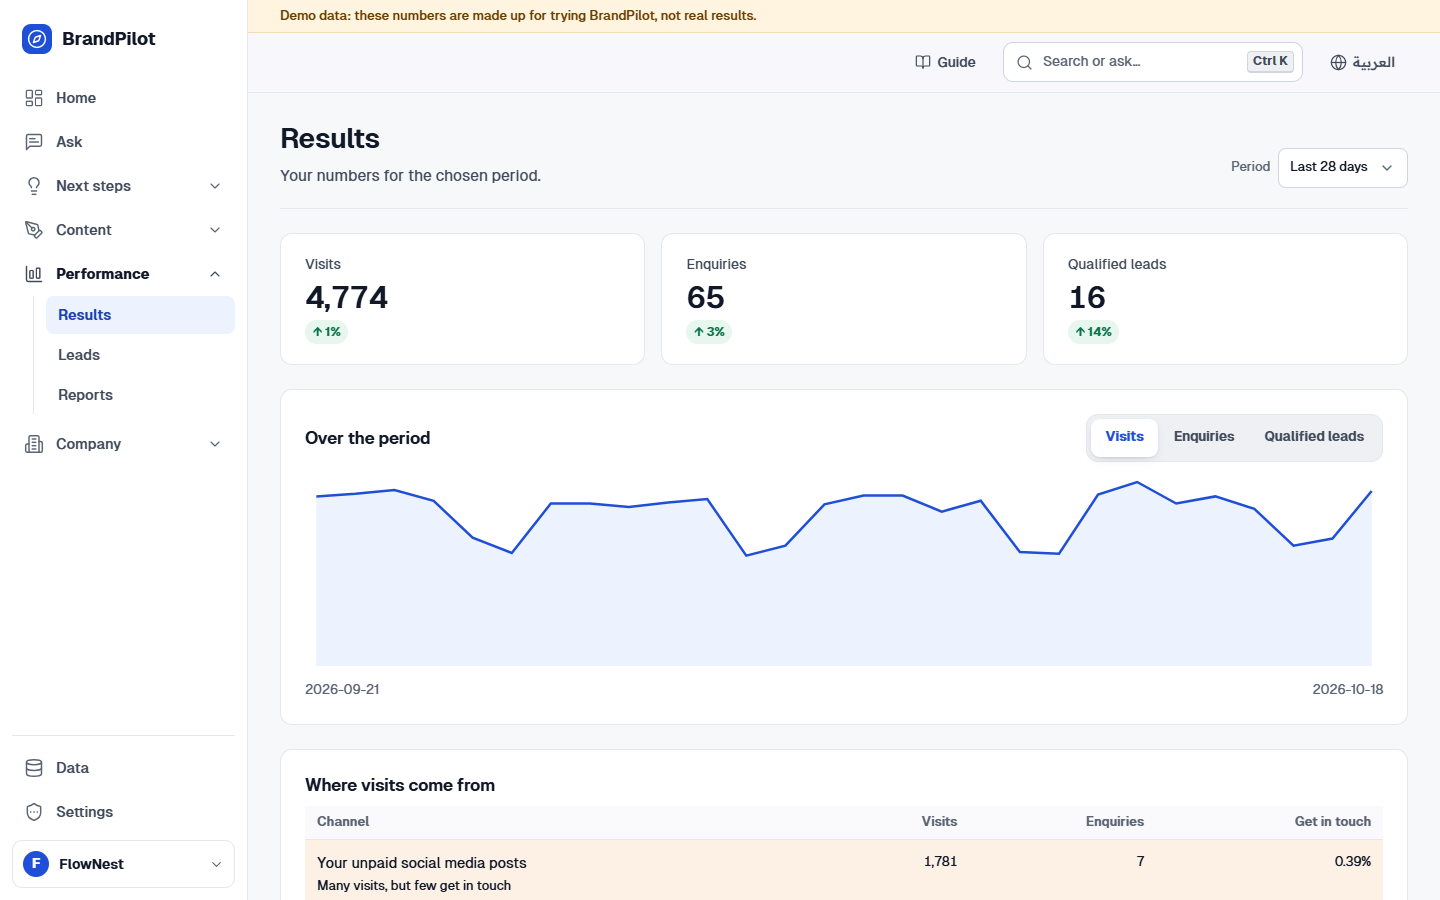 Demo data: these numbers are made up for trying BrandPilot, not real results.
BrandPilot
Guide
Search or ask...
Ctrl K
العربية
Home
Ask
Next steps
Content
Performance
Results
Leads
Reports
Company
Data
Settings
F FlowNest
Results
Your numbers for the chosen period.
Period
Last 28 days
Visits
4,774
↑ 1%
Enquiries
65
↑ 3%
Qualified leads
16
↑ 14%
Over the period
Visits Enquiries Qualified leads
2026-09-21 2026-10-18
Where visits come from
Channel Visits Enquiries Get in touch
Your unpaid social media posts 1,781 7 0.39%
Many visits, but few get in touch